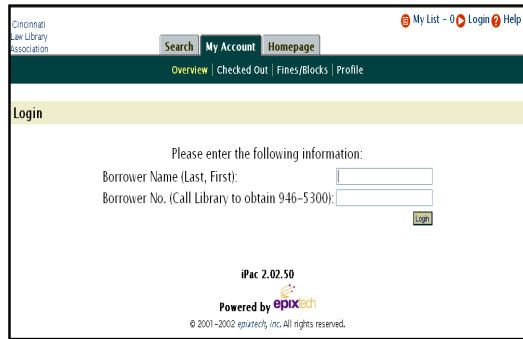 Cincinnati
Law Library
Association
My List - 0 Login Help
Search My Account Homepage
Overview | Checked Out | Fines/Blocks | Profile
Login
Please enter the following information:
Borrower Name (Last, First):
Borrower No. (Call Library to obtain 946-5300):
Login
iPac 2.02.50
Powered by epixtech
© 2001-2002 epixtech, inc. All rights reserved.